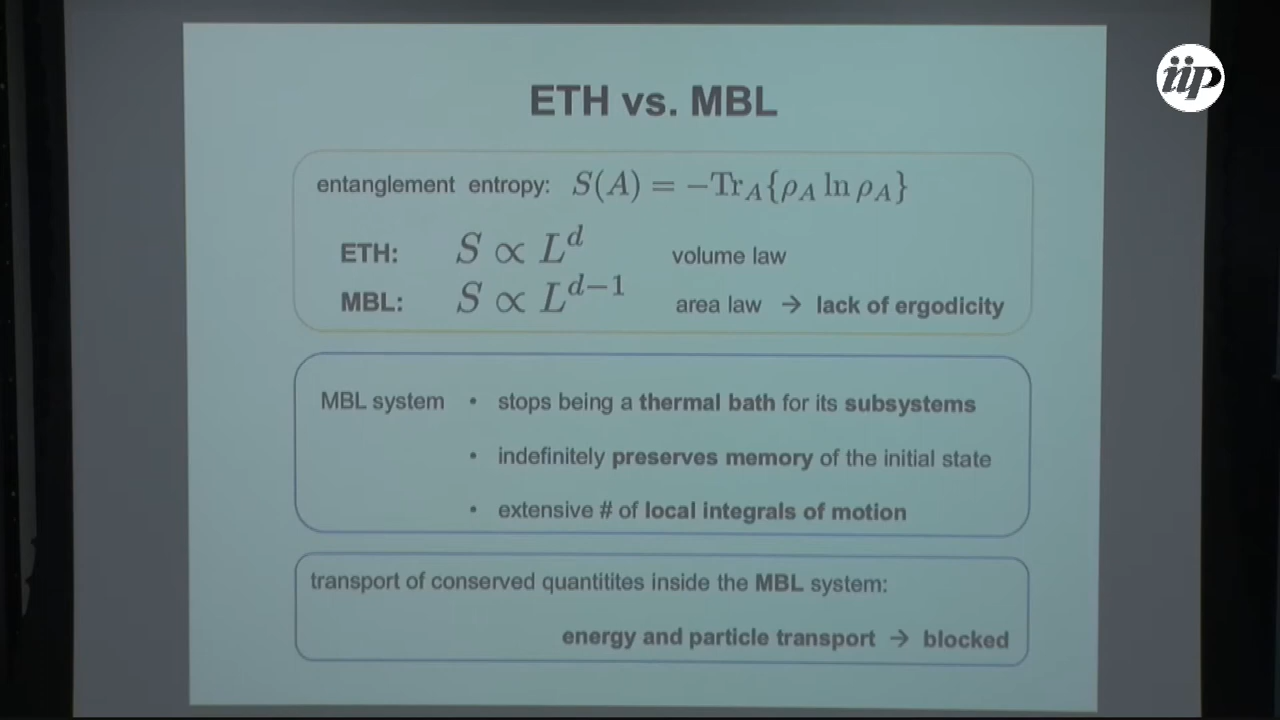 iip
ETH vs. MBL
entanglement entropy: S(A) = −Tr_A{ρ_A ln ρ_A}
ETH: S ∝ L^d volume law
MBL: S ∝ L^{d−1} area law → lack of ergodicity
MBL system • stops being a thermal bath for its subsystems
• indefinitely preserves memory of the initial state
• extensive # of local integrals of motion
transport of conserved quantitites inside the MBL system:
energy and particle transport → blocked